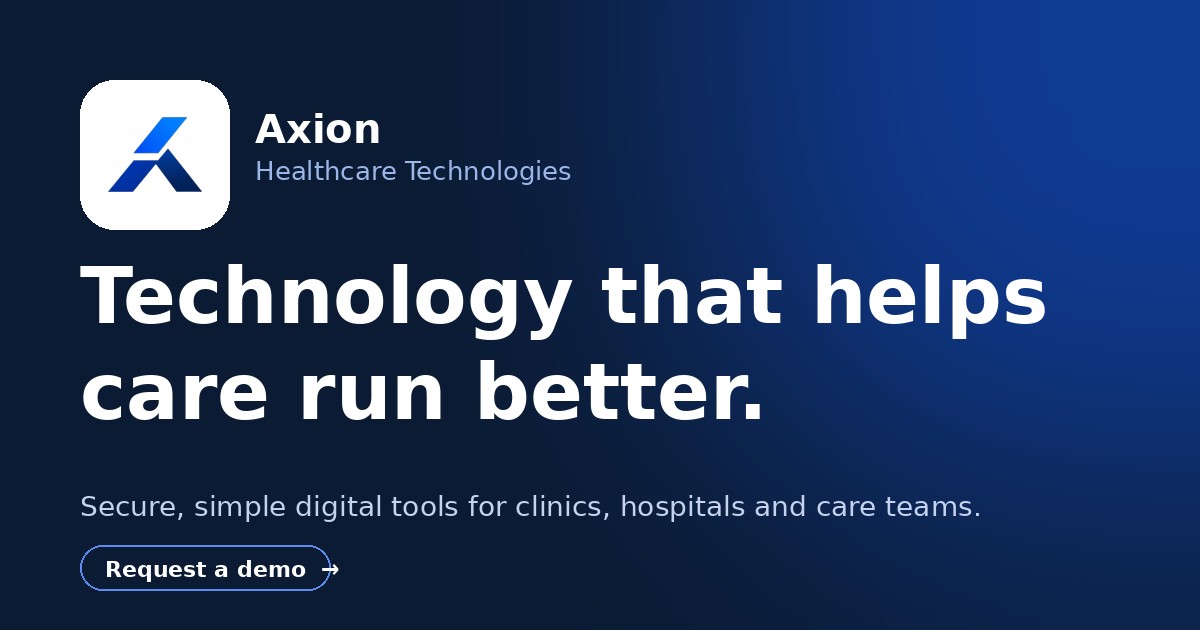 Axion
Healthcare Technologies
Technology that helps
care run better.
Secure, simple digital tools for clinics, hospitals and care teams.
Request a demo →